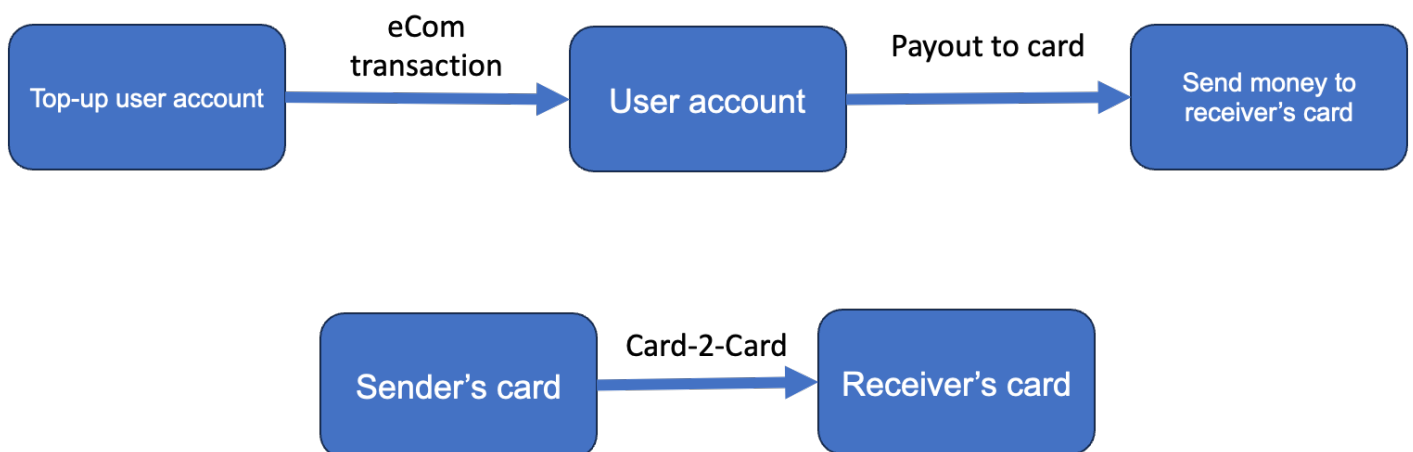 eCom
transaction
Payout to card
Top-up user account
User account
Send money to
receiver’s card
Card-2-Card
Sender’s card
Receiver’s card